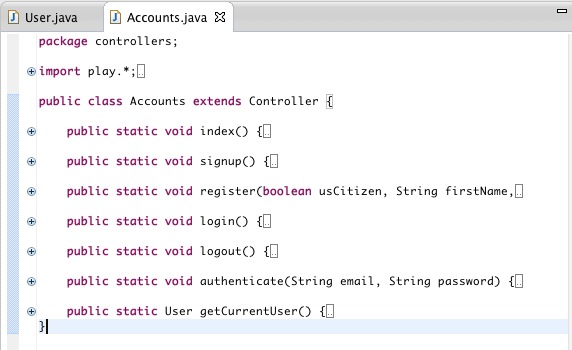 User.java Accounts.java
package controllers;
import play.*;
public class Accounts extends Controller {
public static void index() {
public static void signup() {
public static void register(boolean usCitizen, String firstName,
public static void login() {
public static void logout() {
public static void authenticate(String email, String password) {
public static User getCurrentUser() {
}